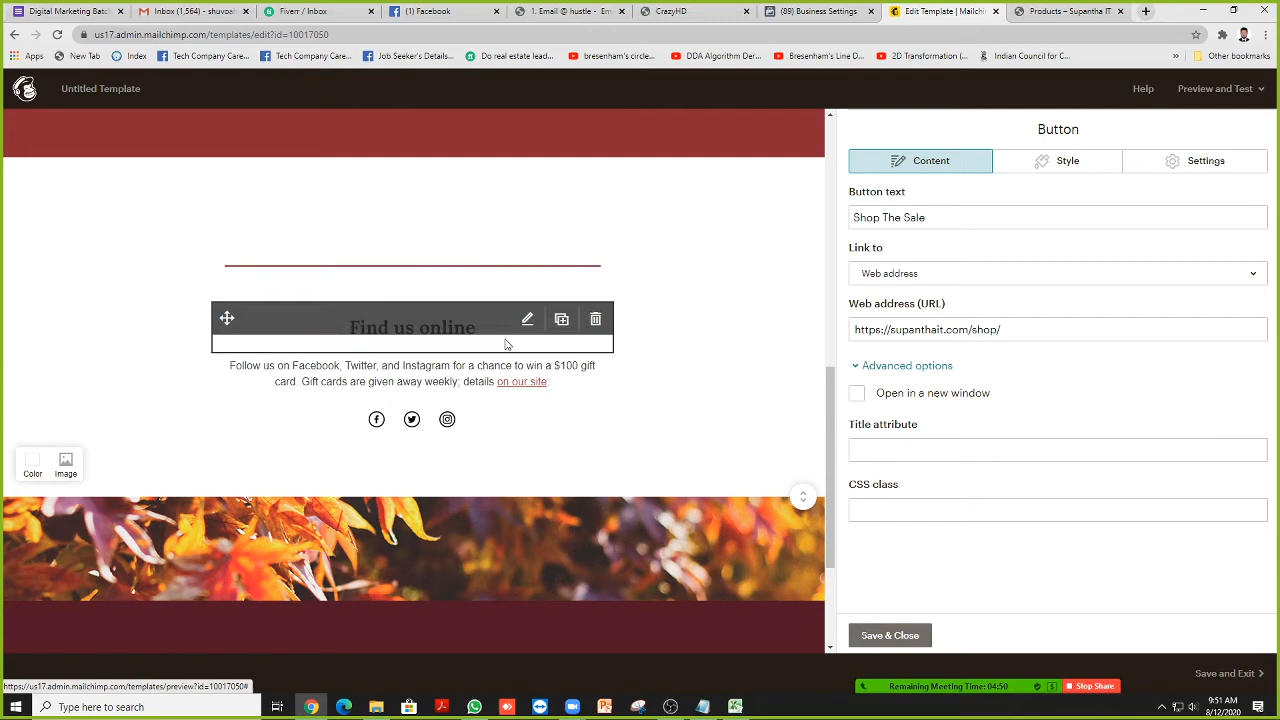 Digital Marketing Batch
Inbox (1,564) - shuvoah
Fiverr / Inbox
(1) Facebook
1. Email @ hustle - Em
CrazyHD
(89) Business Settings
Edit Template | Mailchi
Products – Supantha IT
us17.admin.mailchimp.com/templates/edit?id=10017050
Apps
New Tab
Index
Tech Company Care...
Tech Company Care...
Job Seeker's Details...
Do real estate lead...
bresenham's circle...
DDA Algorithm Der...
Bresenham's Line D...
2D Transformation (...
Indian Council for C...
»
Other bookmarks
Untitled Template
Help
Preview and Test
Button
Content
Style
Settings
Button text
Shop The Sale
Link to
Web address
Web address (URL)
https://supanthait.com/shop/
Advanced options
Open in a new window
Title attribute
CSS class
Save & Close
Find us online
Follow us on Facebook, Twitter, and Instagram for a chance to win a $100 gift
card. Gift cards are given away weekly; details on our site.
Color
Image
Save and Exit
https://us17.admin.mailchimp.com/templates/preview?id=10017050#
Remaining Meeting Time: 04:50
Stop Share
Type here to search
9:51 AM
8/12/2020